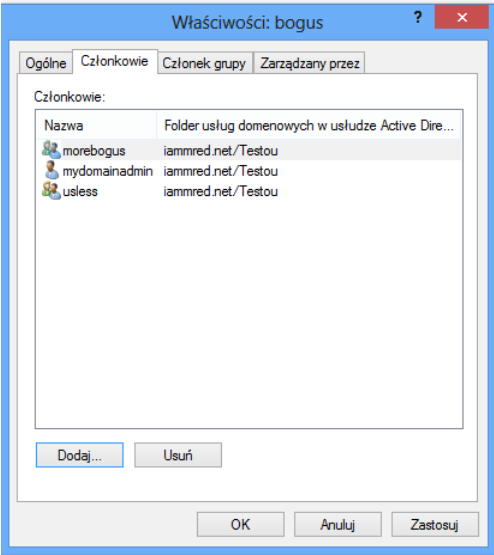 Właściwości: bogus
?
×
Ogólne Członkowie Członek grupy Zarządzany przez
Członkowie:
Nazwa Folder usług domenowych w usłudze Active Dire...
morebogus iammred.net/Testou
mydomainadmin iammred.net/Testou
usless iammred.net/Testou
Dodaj... Usuń
OK Anuluj Zastosuj